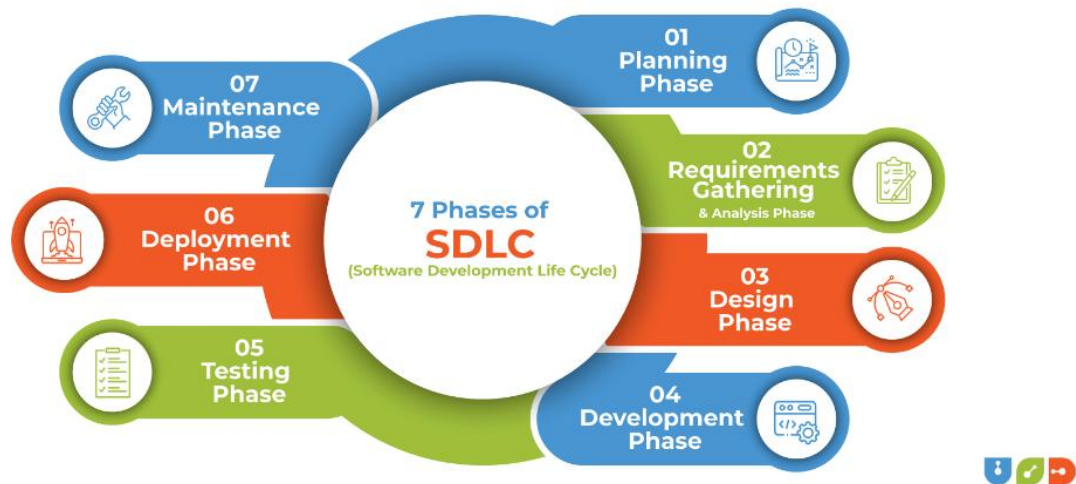 7 Phases of
SDLC
(Software Development Life Cycle)
01
Planning
Phase
02
Requirements
Gathering
& Analysis Phase
03
Design
Phase
04
Development
Phase
05
Testing
Phase
06
Deployment
Phase
07
Maintenance
Phase